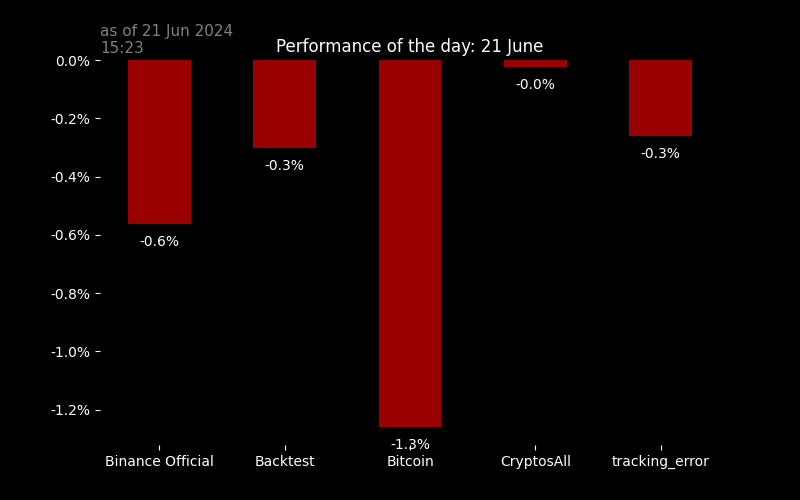 as of 21 Jun 2024
15:23
Performance of the day: 21 June
0.0%
-0.2%
-0.4%
-0.6%
-0.8%
-1.0%
-1.2%
-0.6%
-0.3%
-1.3%
-0.0%
-0.3%
Binance Official
Backtest
Bitcoin
CryptosAll
tracking_error